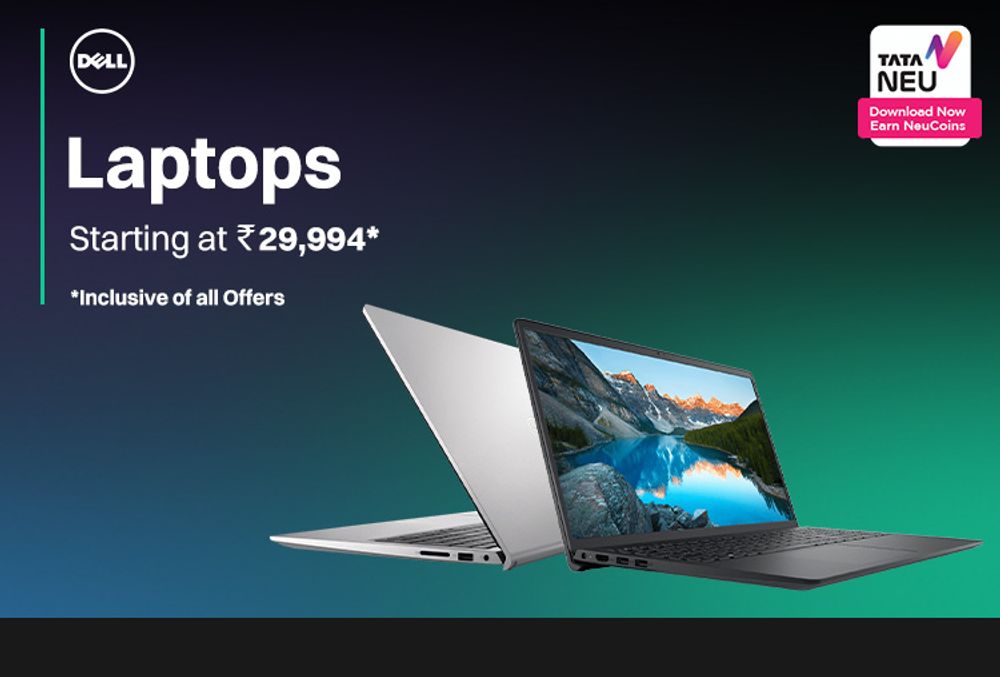 DELL
Laptops
Starting at ₹29,994*
*Inclusive of all Offers
TATA
NEU
Download Now
Earn NeuCoins